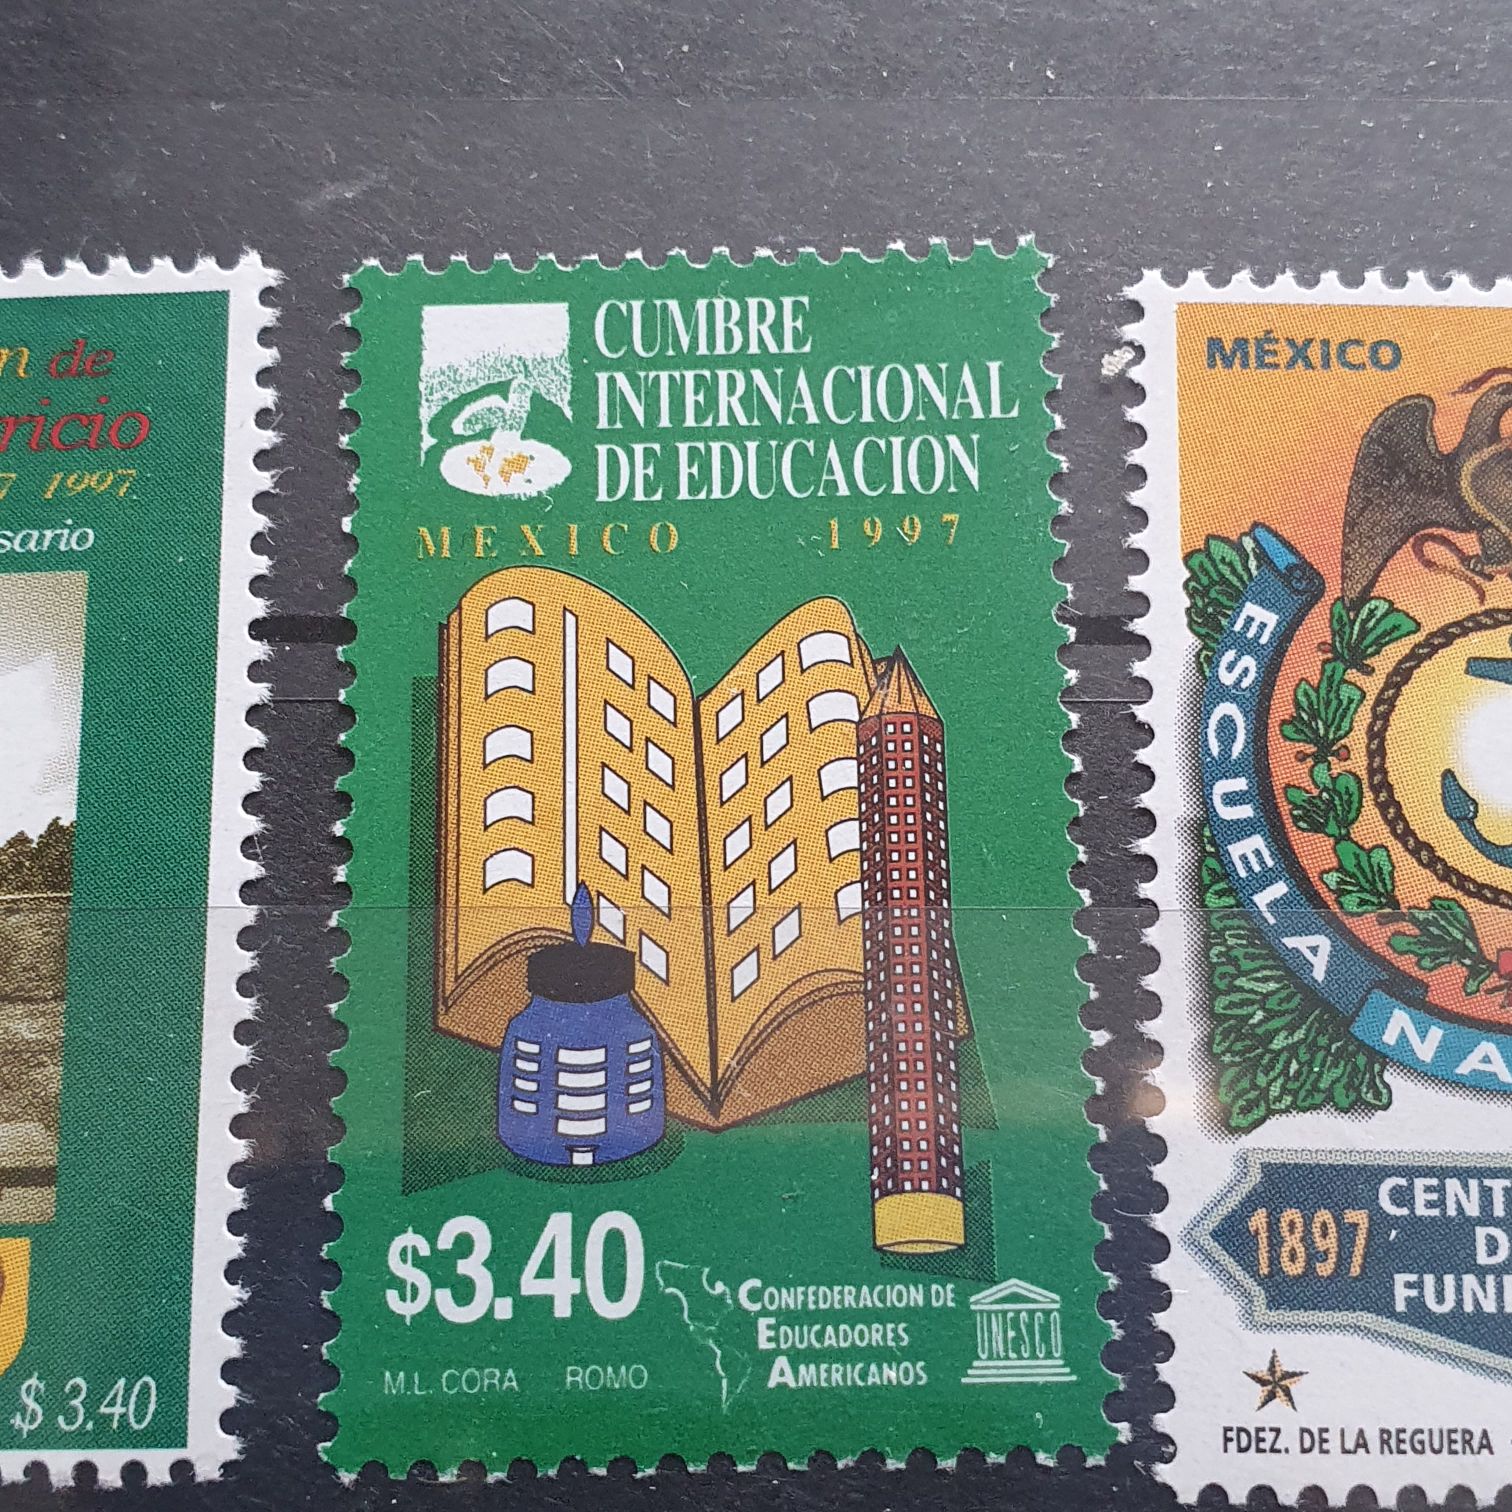 n de
ricio
7 1997
sario
$ 3.40
CUMBRE
INTERNACIONAL
DE EDUCACION
MEXICO 1997
$3.40
CONFEDERACION DE
EDUCADORES
AMERICANOS
UNESCO
M.L. CORA ROMO
MÉXICO
ESCUELA NA
1897
CENT
D
FUN
FDEZ. DE LA REGUERA